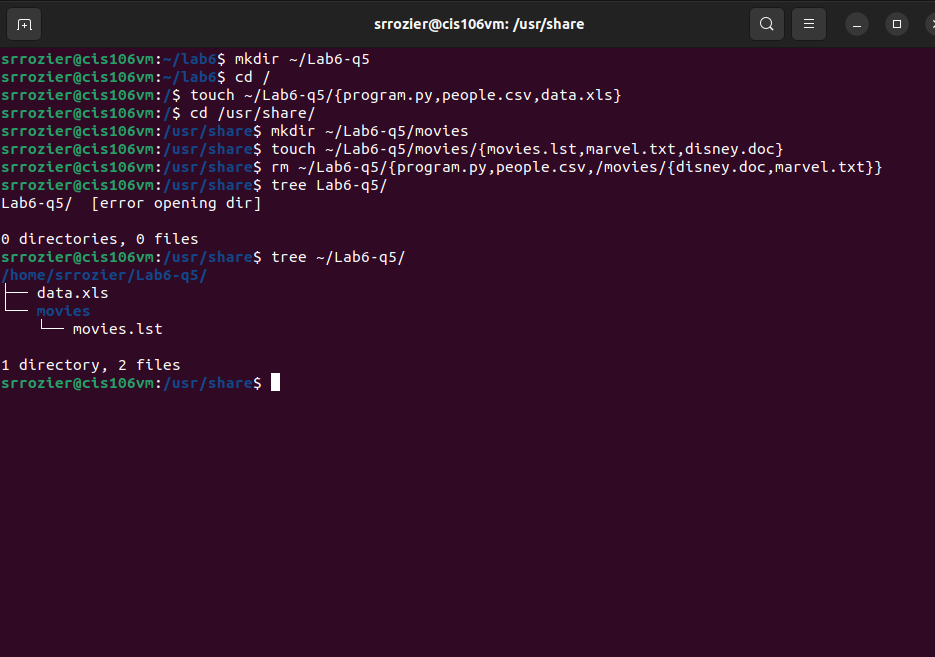 srrozier@cis106vm: /usr/share
srrozier@cis106vm:~/lab6$ mkdir ~/Lab6-q5
srrozier@cis106vm:~/lab6$ cd /
srrozier@cis106vm:/$ touch ~/Lab6-q5/{program.py,people.csv,data.xls}
srrozier@cis106vm:/$ cd /usr/share/
srrozier@cis106vm:/usr/share$ mkdir ~/Lab6-q5/movies
srrozier@cis106vm:/usr/share$ touch ~/Lab6-q5/movies/{movies.lst,marvel.txt,disney.doc}
srrozier@cis106vm:/usr/share$ rm ~/Lab6-q5/{program.py,people.csv,/movies/{disney.doc,marvel.txt}}
srrozier@cis106vm:/usr/share$ tree Lab6-q5/
Lab6-q5/  [error opening dir]
0 directories, 0 files
srrozier@cis106vm:/usr/share$ tree ~/Lab6-q5/
/home/srrozier/Lab6-q5/
├── data.xls
└── movies
    └── movies.lst
1 directory, 2 files
srrozier@cis106vm:/usr/share$